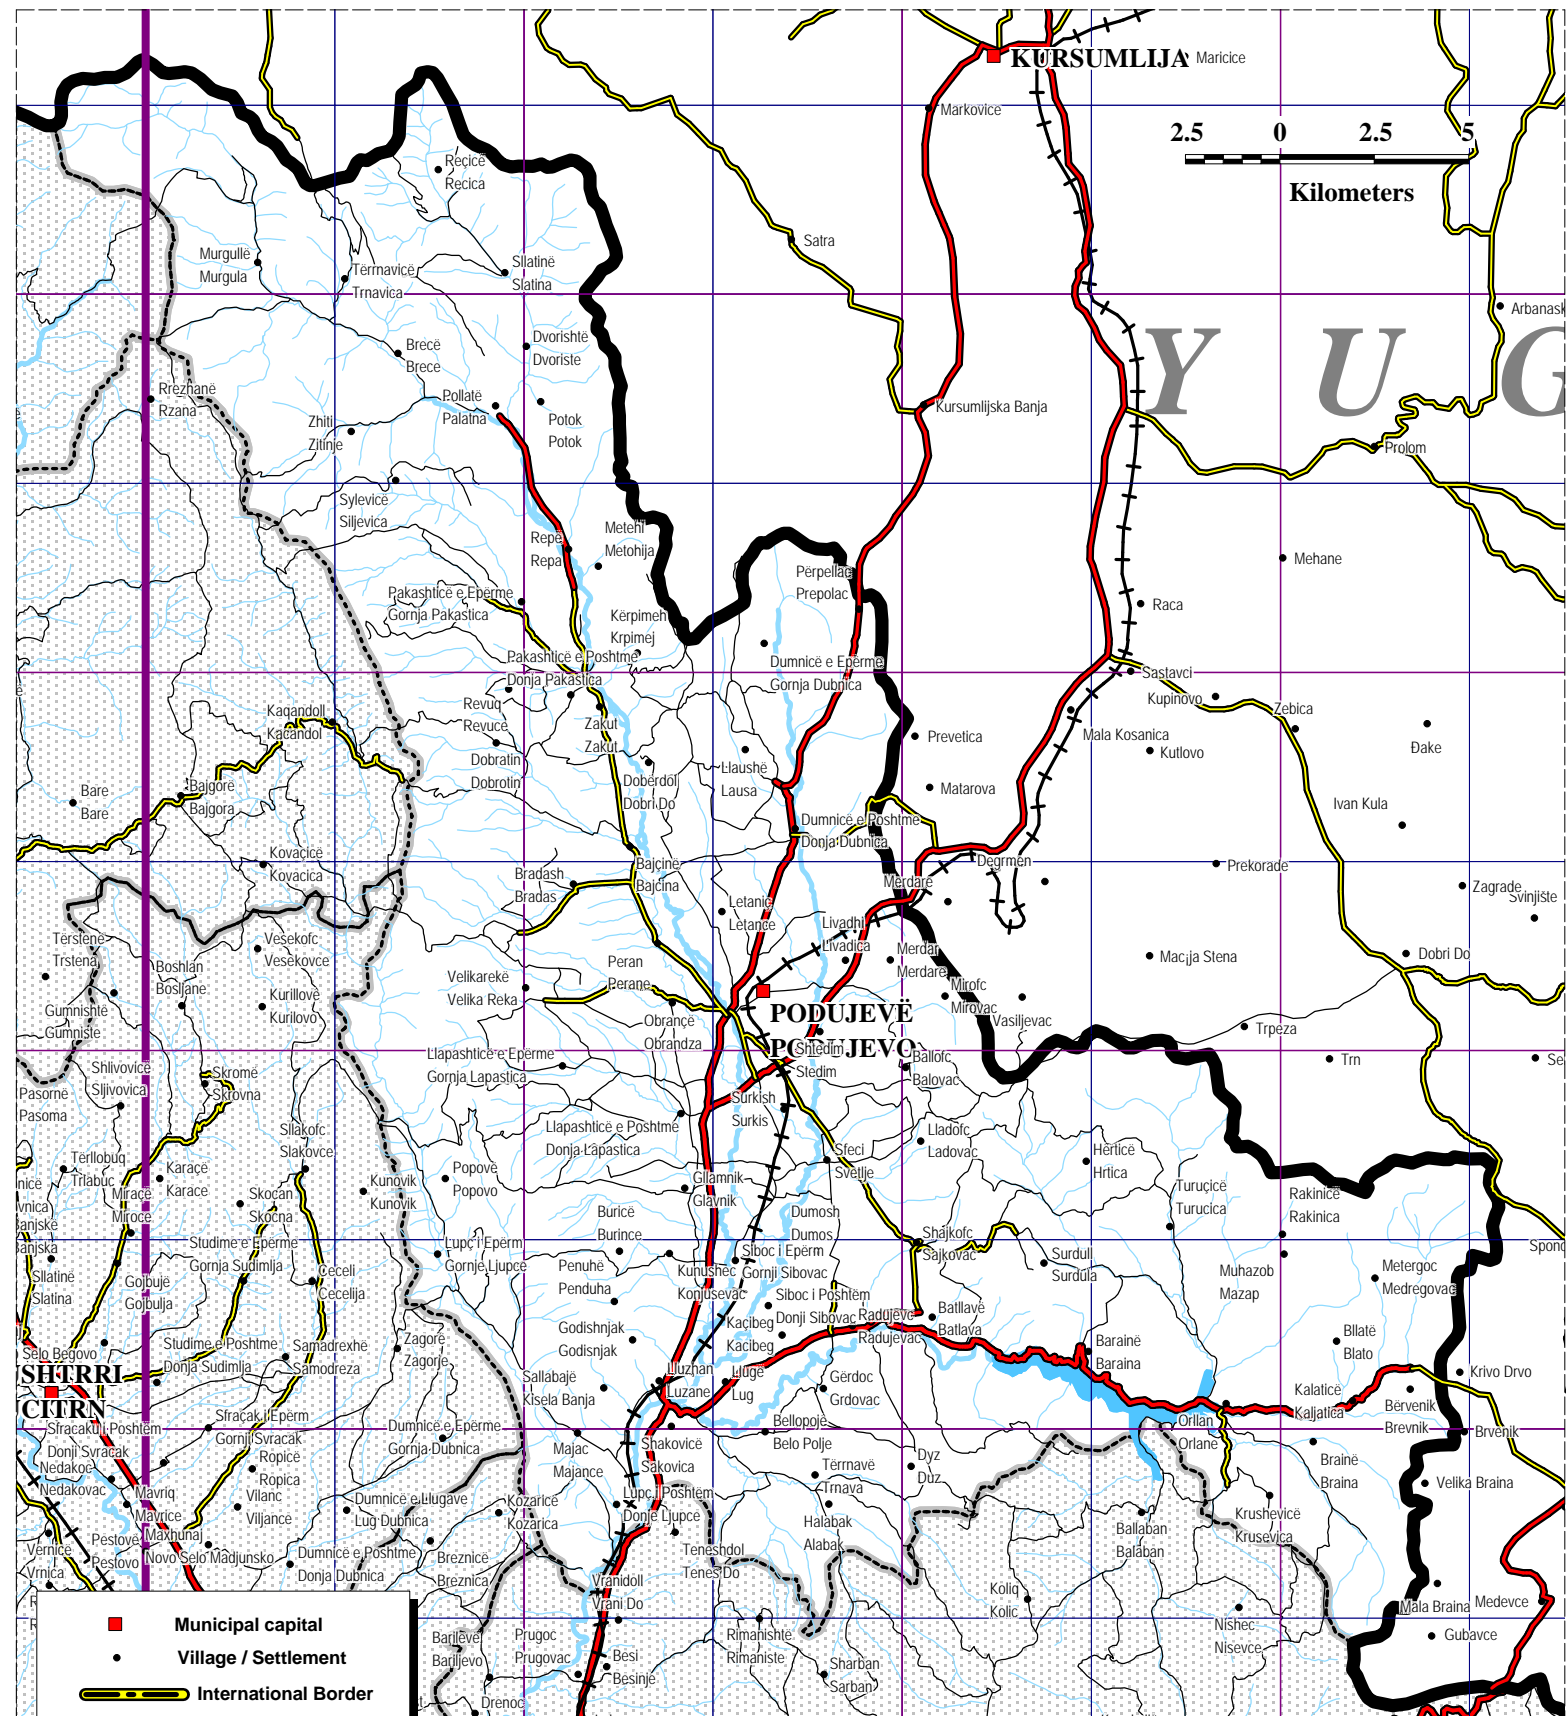 KURSUMLIJA
Maricice
Markovice
2.5 0 2.5 5
Kilometers
Reçicë
Recica
Satra
Murgullë
Murgula
Tërrnavicë
Trnavica
Sllatinë
Slatina
Arbanask
Y U G
Dvorishtë
Dvoriste
Brecë
Brece
Rrezhanë
Rzana
Pollatë
Palatna
Kursumlijska Banja
Zhiti
Zitinje
Potok
Potok
Prolom
Sylevicë
Siljevica
Metehi
Metohija
Repë
Repa
Mehane
Përpellac
Prepolac
Pakashticë e Epërme
Gornja Pakastica
Raca
Kërpimeh
Krpimej
Pakashticë e Poshtme
Donja Pakastica
Dumnicë e Epërme
Gornja Dubnica
Sastavci
Kupinovo
Revuq
Revuce
Zebica
Kaqandoll
Kacandol
Zakut
Zakut
Prevetica
Mala Kosanica
Kutlovo
Đake
Dobratin
Dobrotin
Llaushë
Lausa
Dobërdol
Dobri Do
Bajgorë
Bajgora
Bare
Bare
Matarova
Ivan Kula
Dumnicë e Poshtme
Donja Dubnica
Kovaçicë
Kovacica
Bajçinë
Bajcina
Bradash
Bradas
Degrmen
Prekorade
Merdare
Zagrade
Svinjište
Letanic
Letance
Livadhi
Livadica
Tërstenë
Trstena
Vesekofc
Vesekovce
Merdar
Merdare
Macija Stena
Dobri Do
Boshlan
Bosljane
Peran
Perane
Velikarekë
Velika Reka
Kurillovë
Kurilovo
Mirofc
Mirovac
Gumnishtë
Gumniste
PODUJEVË
PODUJEVO
Vasiljevac
Obrançë
Obrandza
Trpeza
Shtedim
Stedim
Ballofc
Balovac
Trn
Se
Llapashticë e Epërme
Gornja Lapastica
Shlivovicë
Sljivovica
Skromë
Skrovna
Pasomë
Pasoma
Surkish
Surkis
Llapashticë e Poshtme
Donja Lapastica
Lladofc
Ladovac
Sllakofc
Slakovce
Sfeci
Svetlje
Hërticë
Hrtica
Tërllobuq
Trlabuc
Karaçë
Karace
Popovë
Popovo
Kunovik
Kunovik
Gllamnik
Glavnik
Turuçicë
Turucica
Rakinicë
Rakinica
Miraçë
Miroce
Skoçan
Skocna
Buricë
Burince
Dumosh
Dumos
Shajkofc
Sajkovac
Studime e Epërme
Gornja Sudimlja
Lupç i Epërm
Gornje Ljupce
Siboc i Epërm
Gornji Sibovac
Surdull
Surdula
Spond
Sllatinë
Slatina
Gojbujë
Gojbulja
Ceceli
Cecelija
Penuhë
Penduha
Kunushec
Konjusevac
Muhazob
Mazap
Metergoc
Medregovac
Siboc i Poshtëm
Donji Sibovac
Radujevc
Radujevac
Batllavë
Batlava
Kaçibeg
Kacibeg
Godishnjak
Godisnjak
Bllatë
Blato
Selo Begovo
Studime e Poshtme
Donja Sudimlja
Samadrexhë
Samodreza
Zagorë
Zagorje
Barainë
Baraina
Krivo Drvo
SHTRRI
CITRN
Sallabajë
Kisela Banja
Lluzhan
Luzane
Llugë
Lug
Gërdoc
Grdovac
Kalaticë
Kaljatica
Bërvenik
Brevnik
Sfraçak i Epërm
Gornji Svracak
Sfracaku i Poshtëm
Donji Svracak
Dumnicë e Epërme
Gornja Dubnica
Bellopojë
Belo Polje
Orllan
Orlane
Brvenik
Majac
Majance
Shakovicë
Sakovica
Dyz
Duz
Nedakoc
Nedakovac
Ropicë
Ropica
Tërrnavë
Trnava
Brainë
Braina
Velika Braina
Mavriq
Mavrice
Vilanc
Viljance
Dumnicë e Llugave
Lug Dubnica
Kozaricë
Kozarica
Lupç i Poshtëm
Donje Ljupce
Halabak
Alabak
Ballaban
Balaban
Krushevicë
Krusevica
Vernicë
Vrnica
Pestovë
Pestovo
Maxhunaj
Novo Selo Madjunsko
Dumnicë e Poshtme
Donja Dubnica
Breznicë
Breznica
Teneshdol
Tenes Do
Vranidoll
Vrani Do
Koliq
Kolic
Nishec
Nisevce
Mala Braina
Medevce
Gubavce
Barilevë
Bariljevo
Prugoc
Prugovac
Besi
Besinje
Rimanishtë
Rimaniste
Sharban
Sarban
Drenoc
Municipal capital
Village / Settlement
International Border